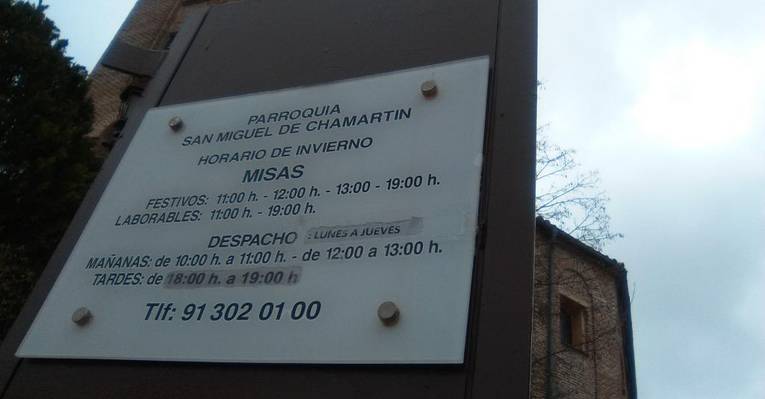 PARROQUIA
SAN MIGUEL DE CHAMARTIN
HORARIO DE INVIERNO
MISAS
FESTIVOS: 11:00 h. - 12:00 h. - 13:00 - 19:00 h.
LABORABLES: 11:00 h. - 19:00 h.
DESPACHO : LUNES A JUEVES
MAÑANAS: de 10:00 h. a 11:00 h. - de 12:00 a 13:00 h.
TARDES: de 18:00 h. a 19:00 h
Tlf: 91 302 01 00